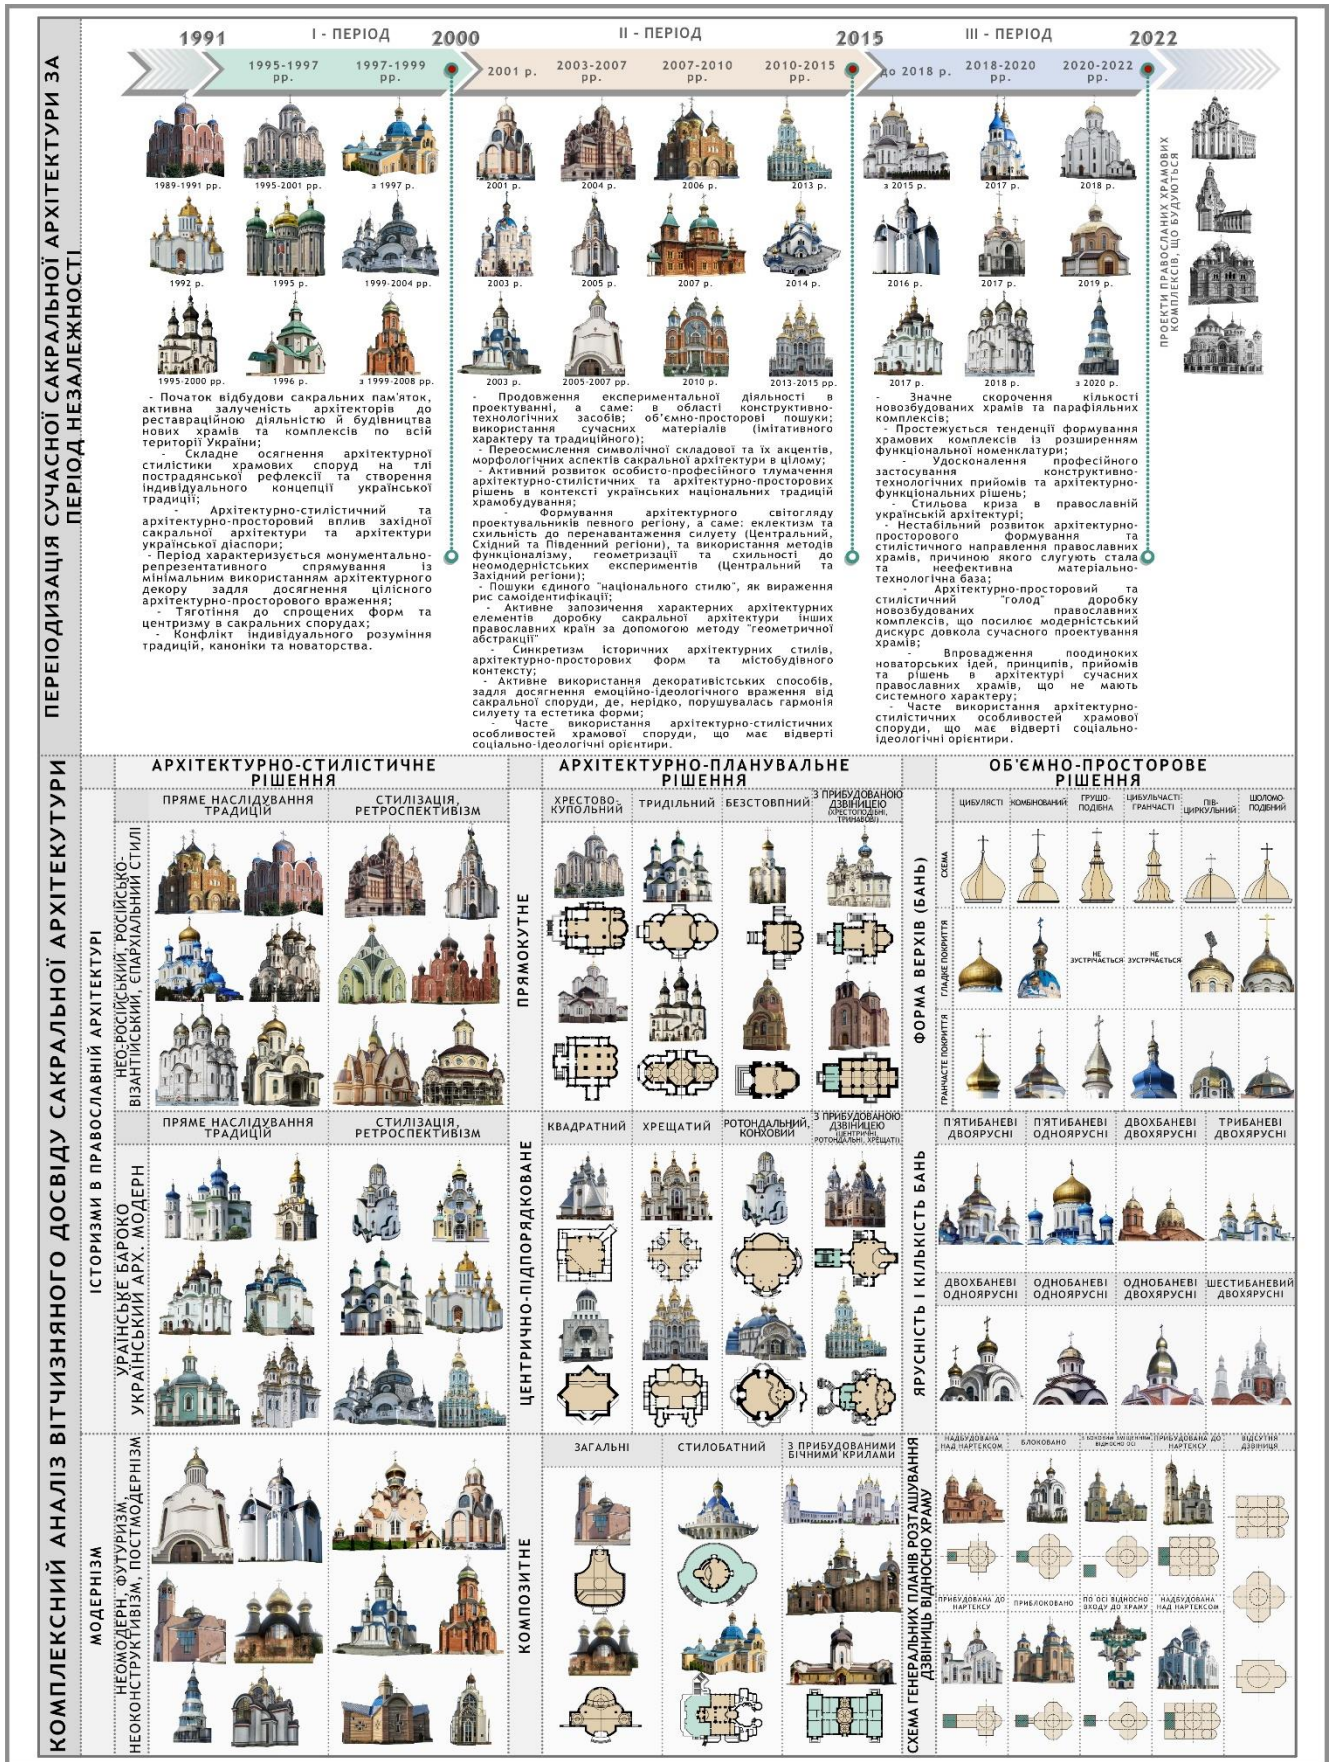 ПЕРЕІОДИЗАЦІЯ СУЧАСНОЇ САКРАЛЬНОЇ АРХІТЕКТУРИ ЗА
ПЕРІОД НЕЗАЛЕЖНОСТІ
1991
І - ПЕРІОД
2000
ІІ - ПЕРІОД
2015
ІІІ - ПЕРІОД
2022
1995-1997
рр.
1997-1999
рр.
2001 р.
2003-2007
рр.
2007-2010
рр.
2010-2015
рр.
до 2018 р.
2018-2020
рр.
2020-2022
рр.
1989-1991 рр.
1995-2001 рр.
з 1997 р.
2001 р.
2004 р.
2006 р.
2013 р.
з 2015 р.
2017 р.
2018 р.
1992 р.
1995 р.
1999-2004 рр.
2003 р.
2005 р.
2007 р.
2014 р.
2016 р.
2017 р.
2019 р.
1995-2000 рр.
1996 р.
з 1999-2008 рр.
2003 р.
2005-2007 рр.
2010 р.
2013-2015 рр.
2017 р.
2018 р.
з 2020 р.
ПРОЕКТИ ПРАВОСЛАНИХ ХРАМОВИХ
КОМПЛЕКСІВ, ЩО БУДУЮТЬСЯ
- Початок відбудови сакральних пам'яток,
активна залученість архітекторів до
реставраційною діяльністю й будівництва
нових храмів та комплексів по всій
території України;
- Складне осягнення архітектурної
стилістики храмових споруд на тлі
пострадянської рефлексії та створення
індивідуального концепції української
традиції;
- Архітектурно-стилістичний та
архітектурно-просторовий вплив західної
сакральної архітектури та архітектури
української діаспори;
- Період характеризується монументально-
репрезентативного спрямування із
мінімальним використанням архітектурного
декору задля досягнення цілісного
архітектурно-просторового враження;
- Тяготіння до спрощених форм та
центризму в сакральних спорудах;
- Конфлікт індивідуального розуміння
традицій, каноніки та новаторства.
- Продовження експериментальної діяльності в
проектуванні, а саме: в області конструктивно-
технологічних засобів; об'ємно-просторові пошуки;
використання сучасних матеріалів (імітативного
характеру та традиційного);
- Переосмислення символічної складової та їх акцентів,
морфологічних аспектів сакральної архітектури в цілому;
- Активний розвиток особисто-професійного тлумачення
архітектурно-стилістичних та архітектурно-просторових
рішень в контексті українських національних традицій
храмобудування;
- Формування архітектурного світогляду
проектувальників певного регіону, а саме: еклектизм та
схильність до перенавантаження силуету (Центральний,
Східний та Південний регіони), та використання методів
функціоналізму, геометризації та схильності до
неомодерністських експериментів (Центральний та
Західний регіони);
- Пошуки єдиного "національного стилю", як вираження
рис самоідентифікації;
- Активне запозичення характерних архітектурних
елементів доробку сакральної архітектури інших
православних країн за допомогою методу "геометричної
абстракції"
- Синкретизм історичних архітектурних стилів,
архітектурно-просторових форм та містобудівного
контексту;
- Активне використання декоративістських способів,
задля досягнення емоційно-ідеологічного враження від
сакральної споруди, де, нерідко, порушувалась гармонія
силуету та естетика форми;
- Часте використання архітектурно-стилістичних
особливостей храмової споруди, що має відверті
соціально-ідеологічні орієнтири.
- Значне скорочення кількості
новозбудованих храмів та парафіяльних
комплексів;
- Простежується тенденції формування
храмових комплексів із розширенням
функціональної номенклатури;
- Удосконалення професійного
застосування конструктивно-
технологічних прийомів та архітектурно-
функціональних рішень;
- Стильова криза в православній
українській архітектурі;
- Нестабільний розвиток архітектурно-
просторового формування та
стилістичного направлення православних
храмів, причиною якого слугують стала
та неефективна матеріально-
технологічна база;
- Архітектурно-просторовий та
стилістичний "голод" доробку
новозбудованих православних
комплексів, що посилює модерністський
дискурс довкола сучасного проектування
храмів;
- Впровадження поодиноких
новаторських ідей, принципів, прийомів
та рішень в архітектурі сучасних
православних храмів, що не мають
системного характеру;
- Часте використання архітектурно-
стилістичних особливостей храмової
споруди, що має відверті соціально-
ідеологічні орієнтири.
КОМПЛЕКСНИЙ АНАЛІЗ ВІТЧИЗНЯНОГО ДОСВІДУ САКРАЛЬНОЇ АРХІТЕКУТУРИ
АРХІТЕКТУРНО-СТИЛІСТИЧНЕ
РІШЕННЯ
АРХІТЕКТУРНО-ПЛАНУВАЛЬНЕ
РІШЕННЯ
ОБ'ЄМНО-ПРОСТОРОВЕ
РІШЕННЯ
ІСТОРИЗМИ В ПРАВОСЛАВНІЙ АРХІТЕКТУРІ
НЕО-РОСІЙСЬКИЙ, РОСІЙСЬКО-
ВІЗАНТІЙСЬКИЙ, ЄПАРХІАЛЬНИЙ СТИЛІ
ПРЯМЕ НАСЛІДУВАННЯ
ТРАДИЦІЙ
СТИЛІЗАЦІЯ,
РЕТРОСПЕКТИВІЗМ
ПРЯМОКУТНЕ
ХРЕСТОВО-
КУПОЛЬНИЙ
ТРИДІЛЬНИЙ
БЕЗСТОВПНИЙ
З ПРИБУДОВАНОЮ
ДЗВІНИЦЕЮ
(ХРЕСТОПОДІБНІ,
ТРИНАВОВІ)
ФОРМА ВЕРХІВ (БАНЬ)
ЦИБУЛЯСТІ
КОМБІНОВАНИЙ
ГРУШО-
ПОДІБНА
ЦИБУЛЬЧАСТІ
ГРАНЧАСТІ
ПІВ-
ЦИРКУЛЬНИЙ
ШОЛОМО-
ПОДІБНИЙ
СХЕМА
ГЛАДКЕ ПОКРИТТЯ
НЕ
ЗУСТРІЧАЄТЬСЯ
НЕ
ЗУСТРІЧАЄТЬСЯ
ГРАНЧАСТЕ ПОКРИТТЯ
УРАЇНСЬКЕ БАРОКО
УКРАЇНСЬКИЙ АРХ. МОДЕРН
ПРЯМЕ НАСЛІДУВАННЯ
ТРАДИЦІЙ
СТИЛІЗАЦІЯ,
РЕТРОСПЕКТИВІЗМ
ЦЕНТРИЧНО-ПІДПОРЯДКОВАНЕ
КВАДРАТНИЙ
ХРЕЩАТИЙ
РОТОНДАЛЬНИЙ,
КОНХОВИЙ
З ПРИБУДОВАНОЮ
ДЗВІНИЦЕЮ
(ЦЕНТРИЧНІ,
РОТОНДАЛЬНІ, ХРЕЩАТІ)
ЯРУСНІСТЬ І КІЛЬКІСТЬ БАНЬ
П'ЯТИБАНЕВІ
ДВОЯРУСНІ
П'ЯТИБАНЕВІ
ОДНОЯРУСНІ
ДВОХБАНЕВІ
ДВОХЯРУСНІ
ТРИБАНЕВІ
ДВОХЯРУСНІ
ДВОХБАНЕВІ
ОДНОЯРУСНІ
ОДНОБАНЕВІ
ОДНОЯРУСНІ
ОДНОБАНЕВІ
ДВОХЯРУСНІ
ШЕСТИБАНЕВИЙ
ДВОХЯРУСНІ
МОДЕРНІЗМ
НЕОМОДЕРН, ФУТУРИЗМ,
НЕОКОНСТРУКТИВІЗМ, ПОСТМОДЕРНІЗМ
КОМПОЗИТНЕ
ЗАГАЛЬНІ
СТИЛОБАТНИЙ
З ПРИБУДОВАНИМИ
БІЧНИМИ КРИЛАМИ
СХЕМА ГЕНЕРАЛЬНИХ ПЛАНІВ РОЗТАШУВАННЯ
ДЗВІНИЦЬ ВІДНОСНО ХРАМУ
НАДБУДОВАНА
НАД НАРТЕКСОМ
БЛОКОВАНО
ВІДНОСНО ОСІ
ПРИБУДОВАНА ДО
НАРТЕКСУ
ВІДСУТНЯ
ДЗВІНИЦЯ
ПРИБУДОВАНА ДО
НАРТЕКСУ
ПРИБЛОКОВАНО
ПО ОСІ ВІДНОСНО
ВХОДУ ДО ХРАМУ
НАДБУДОВАНА
НАД НАРТЕКСОМ